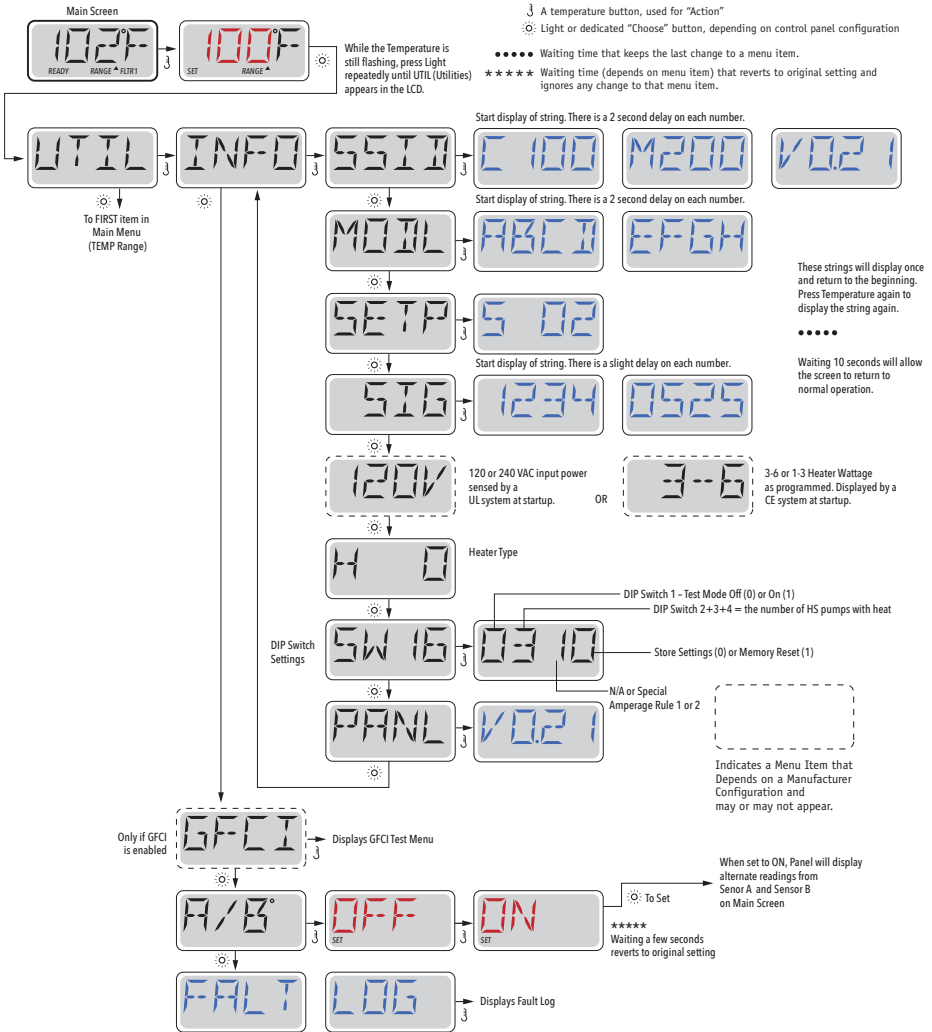 Main Screen
102°F
READY RANGE FLTR1
100°F
SET RANGE
While the Temperature is
still flashing, press Light
repeatedly until UTIL (Utilities)
appears in the LCD.
A temperature button, used for "Action"
Light or dedicated "Choose" button, depending on control panel configuration
••••• Waiting time that keeps the last change to a menu item.
***** Waiting time (depends on menu item) that reverts to original setting and
ignores any change to that menu item.
Start display of string. There is a 2 second delay on each number.
UTIL
INFO
SSID
C100
M200
V0.21
To FIRST item in
Main Menu
(TEMP Range)
Start display of string. There is a 2 second delay on each number.
MODL
ABCD
EFGH
These strings will display once
and return to the beginning.
Press Temperature again to
display the string again.
•••••
Waiting 10 seconds will allow
the screen to return to
normal operation.
SETP
S 02
Start display of string. There is a slight delay on each number.
SIG
1234
0525
120V
120 or 240 VAC input power
sensed by a
UL system at startup.
OR
3-6
3-6 or 1-3 Heater Wattage
as programmed. Displayed by a
CE system at startup.
H 0
Heater Type
DIP Switch
Settings
SW 16
0310
DIP Switch 1 – Test Mode Off (0) or On (1)
DIP Switch 2+3+4 = the number of HS pumps with heat
Store Settings (0) or Memory Reset (1)
N/A or Special
Amperage Rule 1 or 2
PANL
V0.21
Indicates a Menu Item that
Depends on a Manufacturer
Configuration and
may or may not appear.
Only if GFCI
is enabled
GFCI
Displays GFCI Test Menu
A/B°
OFF
SET
ON
SET
To Set
*****
Waiting a few seconds
reverts to original setting
When set to ON, Panel will display
alternate readings from
Senor A and Sensor B
on Main Screen
FALT
LOG
Displays Fault Log